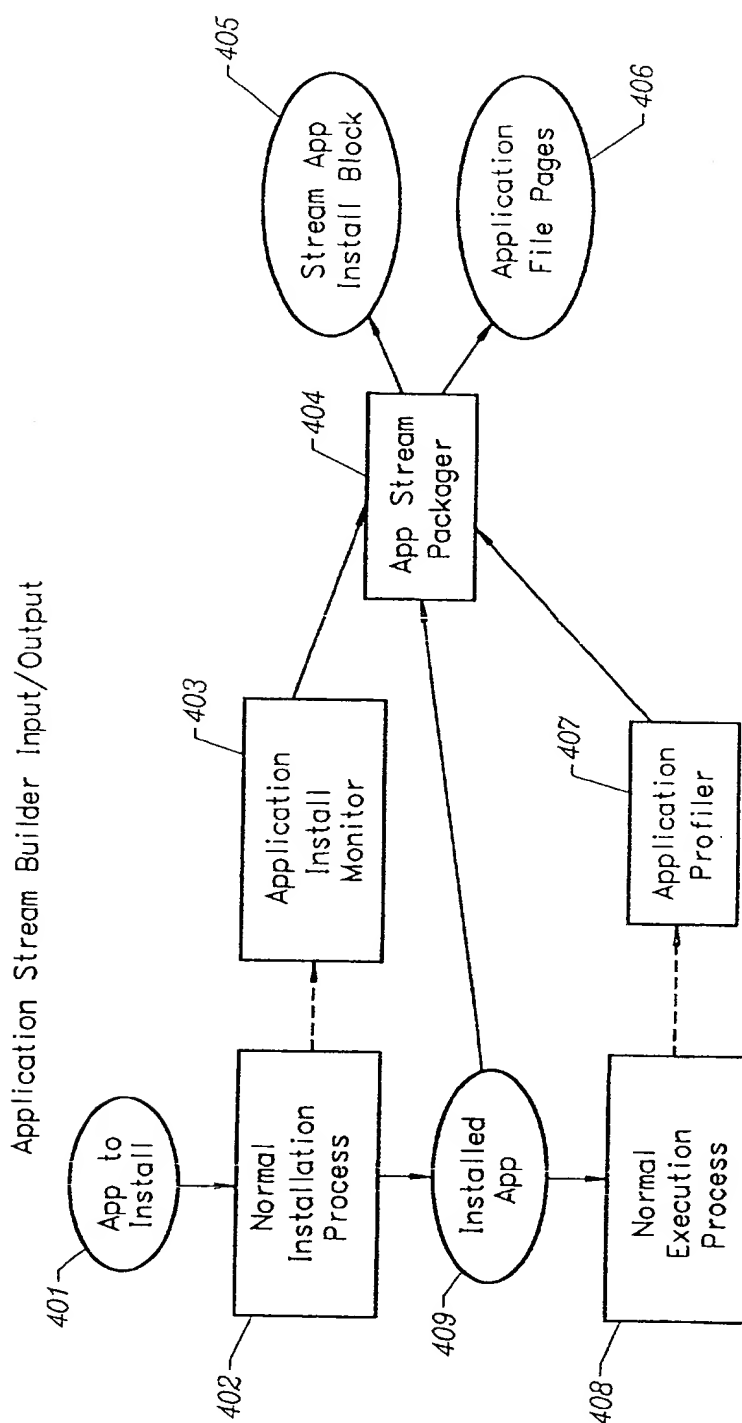 Application Stream Builder Input/Output
401
App to
Install
402
Normal
Installation
Process
403
Application
Install
Monitor
404
App Stream
Packager
405
Stream App
Install Block
406
Application
File Pages
409
Installed
App
407
Application
Profiler
408
Normal
Execution
Process